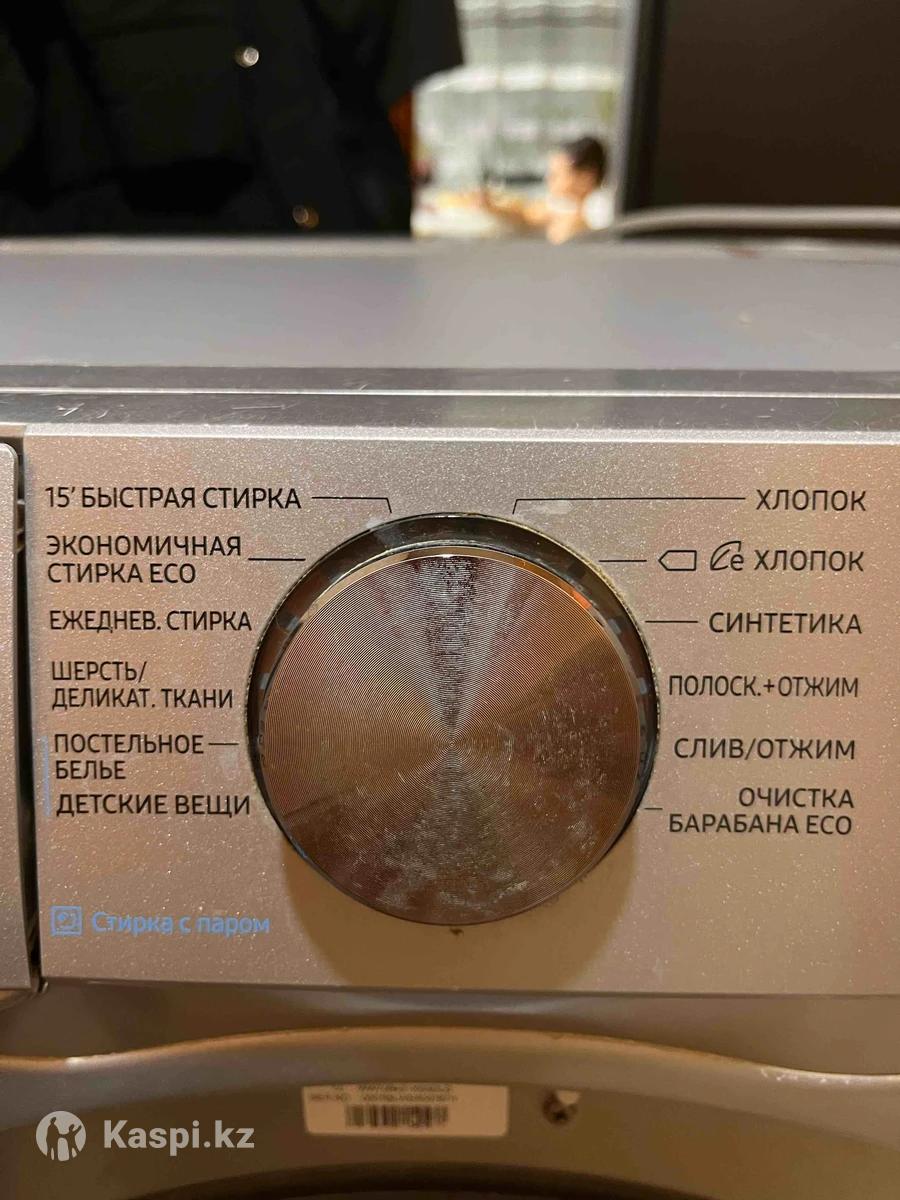 15' БЫСТРАЯ СТИРКА
ЭКОНОМИЧНАЯ
СТИРКА ECO
ЕЖЕДНЕВ. СТИРКА
ШЕРСТЬ/
ДЕЛИКАТ. ТКАНИ
ПОСТЕЛЬНОЕ
БЕЛЬЕ
ДЕТСКИЕ ВЕЩИ
Стирка с паром
ХЛОПОК
ХЛОПОК
СИНТЕТИКА
ПОЛОСК.+ОТЖИМ
СЛИВ/ОТЖИМ
ОЧИСТКА
БАРАБАНА ECO
Kaspi.kz